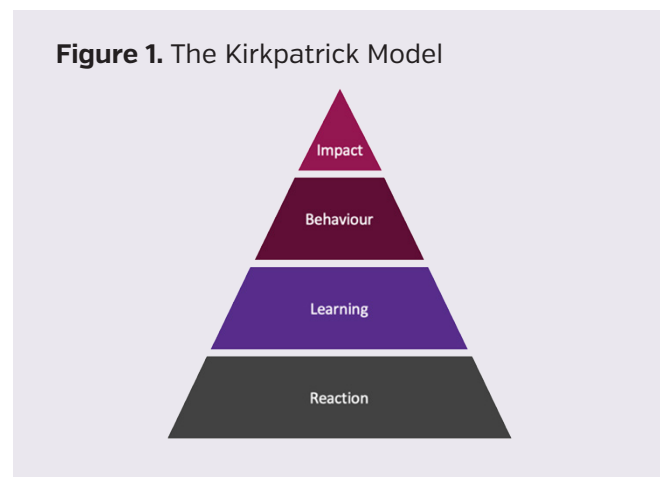 Figure 1. The Kirkpatrick Model
Impact
Behaviour
Learning
Reaction